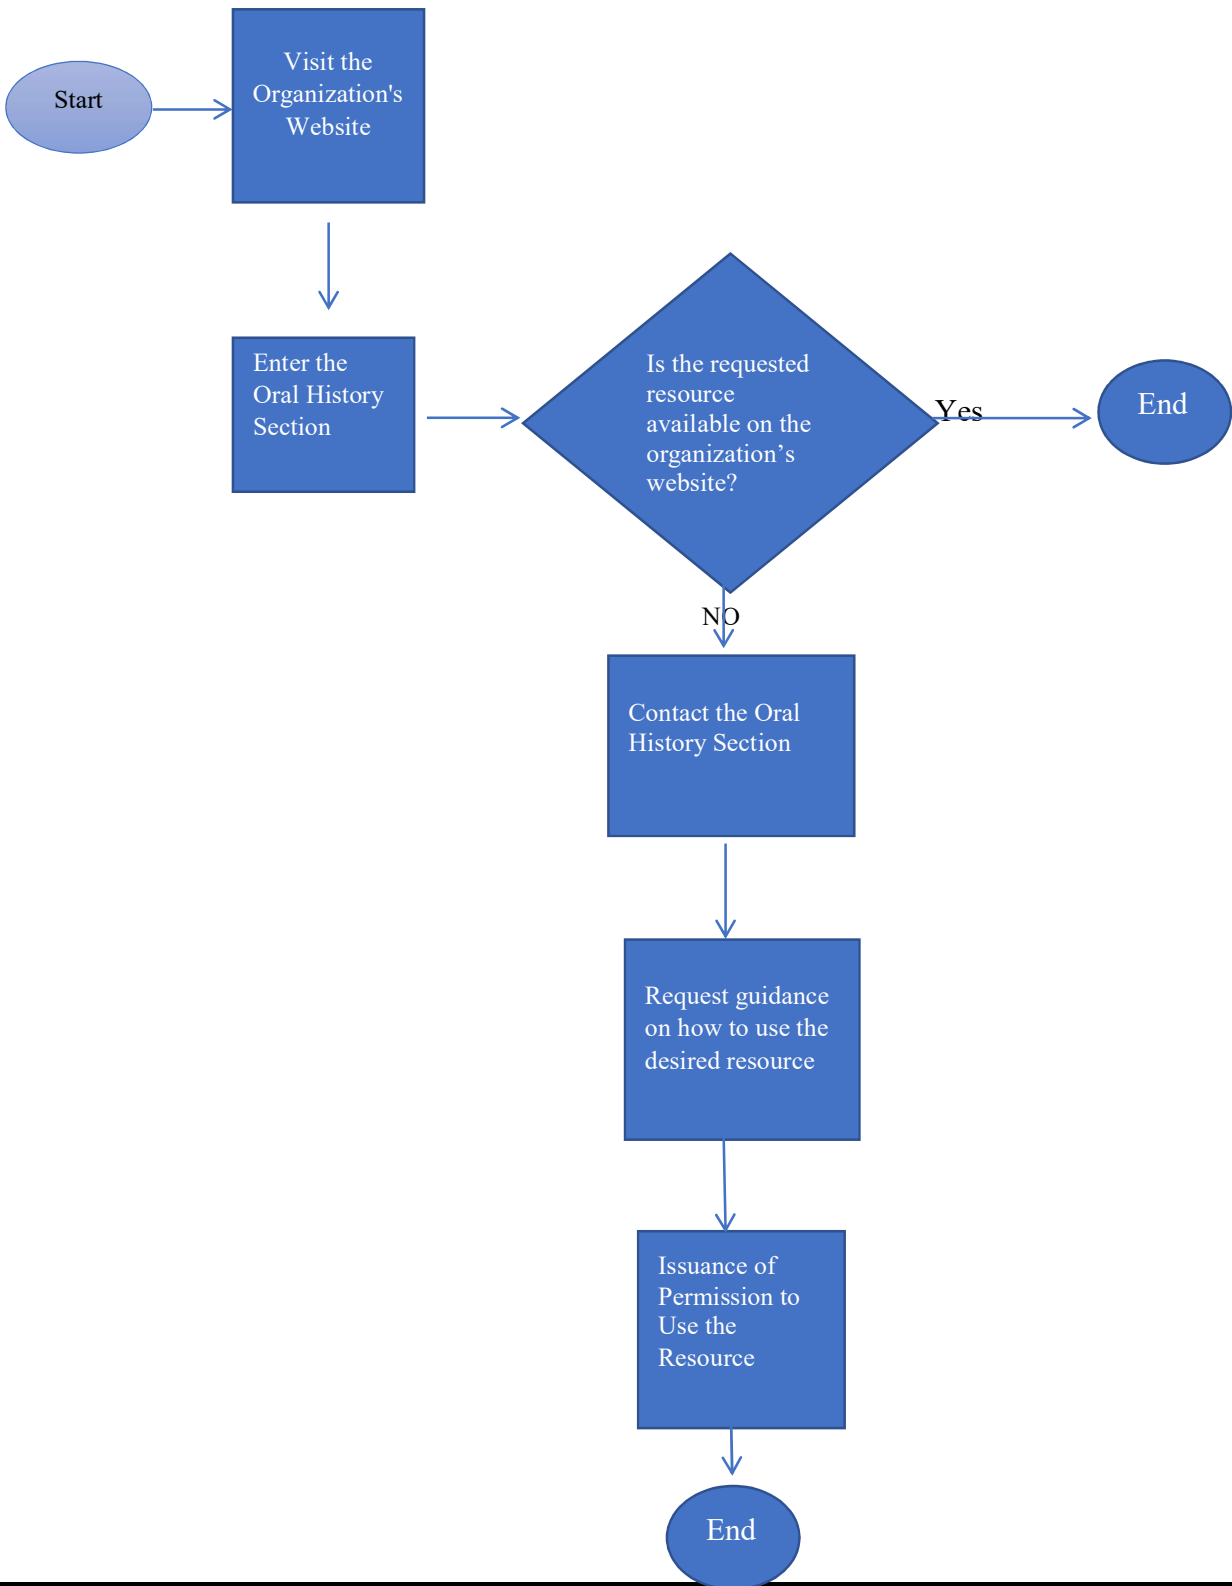 Start
Visit the
Organization's
Website
Enter the
Oral History
Section
Is the requested
resource
available on the
organization’s
website?
Yes
End
NO
Contact the Oral
History Section
Request guidance
on how to use the
desired resource
Issuance of
Permission to
Use the
Resource
End